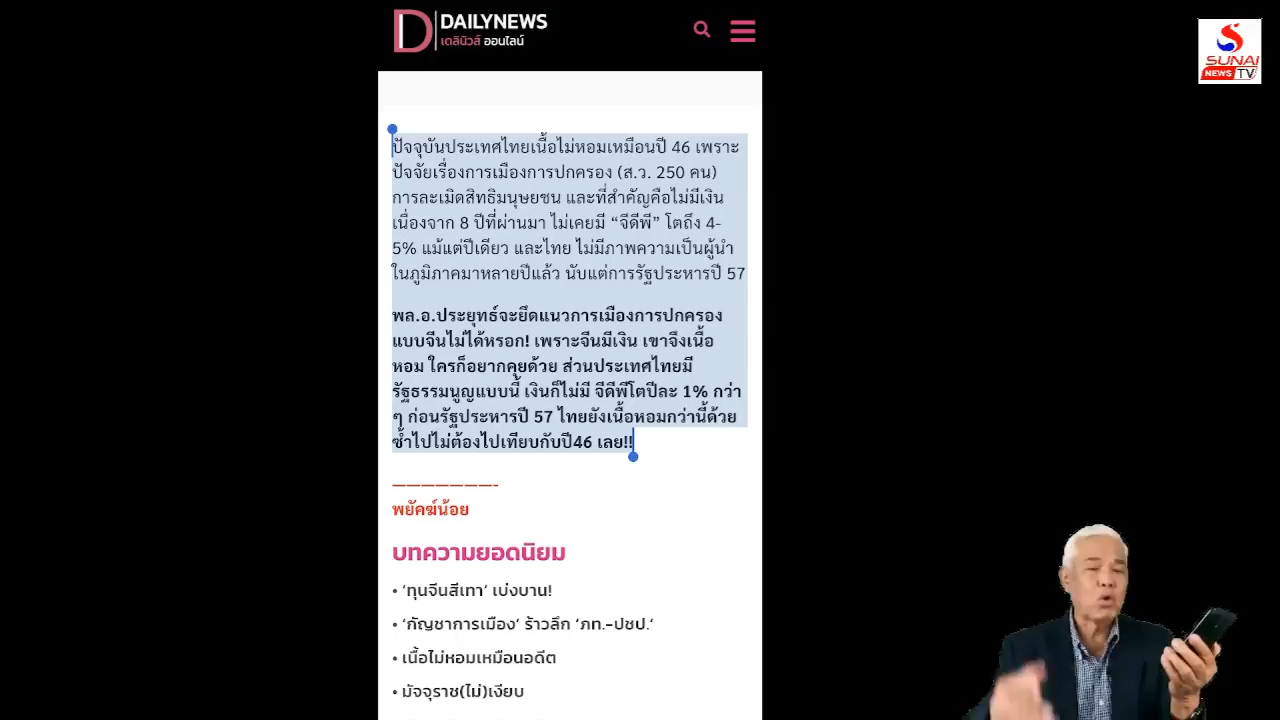 DAILYNEWS
เดลินิวส์ ออนไลน์
SUNAI
NEWS TV
ปัจจุบันประเทศไทยเนื้อไม่หอมเหมือนปี 46 เพราะ
ปัจจัยเรื่องการเมืองการปกครอง (ส.ว. 250 คน)
การละเมิดสิทธิมนุษยชน และที่สำคัญคือไม่มีเงิน
เนื่องจาก 8 ปีที่ผ่านมา ไม่เคยมี “จีดีพี” โตถึง 4-
5% แม้แต่ปีเดียว และไทย ไม่มีภาพความเป็นผู้นำ
ในภูมิภาคมาหลายปีแล้ว นับแต่การรัฐประหารปี 57
พล.อ.ประยุทธ์จะยึดแนวการเมืองการปกครอง
แบบจีนไม่ได้หรอก! เพราะจีนมีเงิน เขาจึงเนื้อ
หอม ใครก็อยากคุยด้วย ส่วนประเทศไทยมี
รัฐธรรมนูญแบบนี้ เงินก็ไม่มี จีดีพีโตปีละ 1% กว่า
ๆ ก่อนรัฐประหารปี 57 ไทยยังเนื้อหอมกว่านี้ด้วย
ซ้ำไปไม่ต้องไปเทียบกับปี46 เลย!!
———————-
พยัคฆ์น้อย
บทความยอดนิยม
• ‘ทุนจีนสีเทา’ เบ่งบาน!
• ‘กัญชาการเมือง’ ร้าวลึก ‘ภท.-ปชป.‘
• เนื้อไม่หอมเหมือนอดีต
• มัจจุราช(ไม่)เงียบ